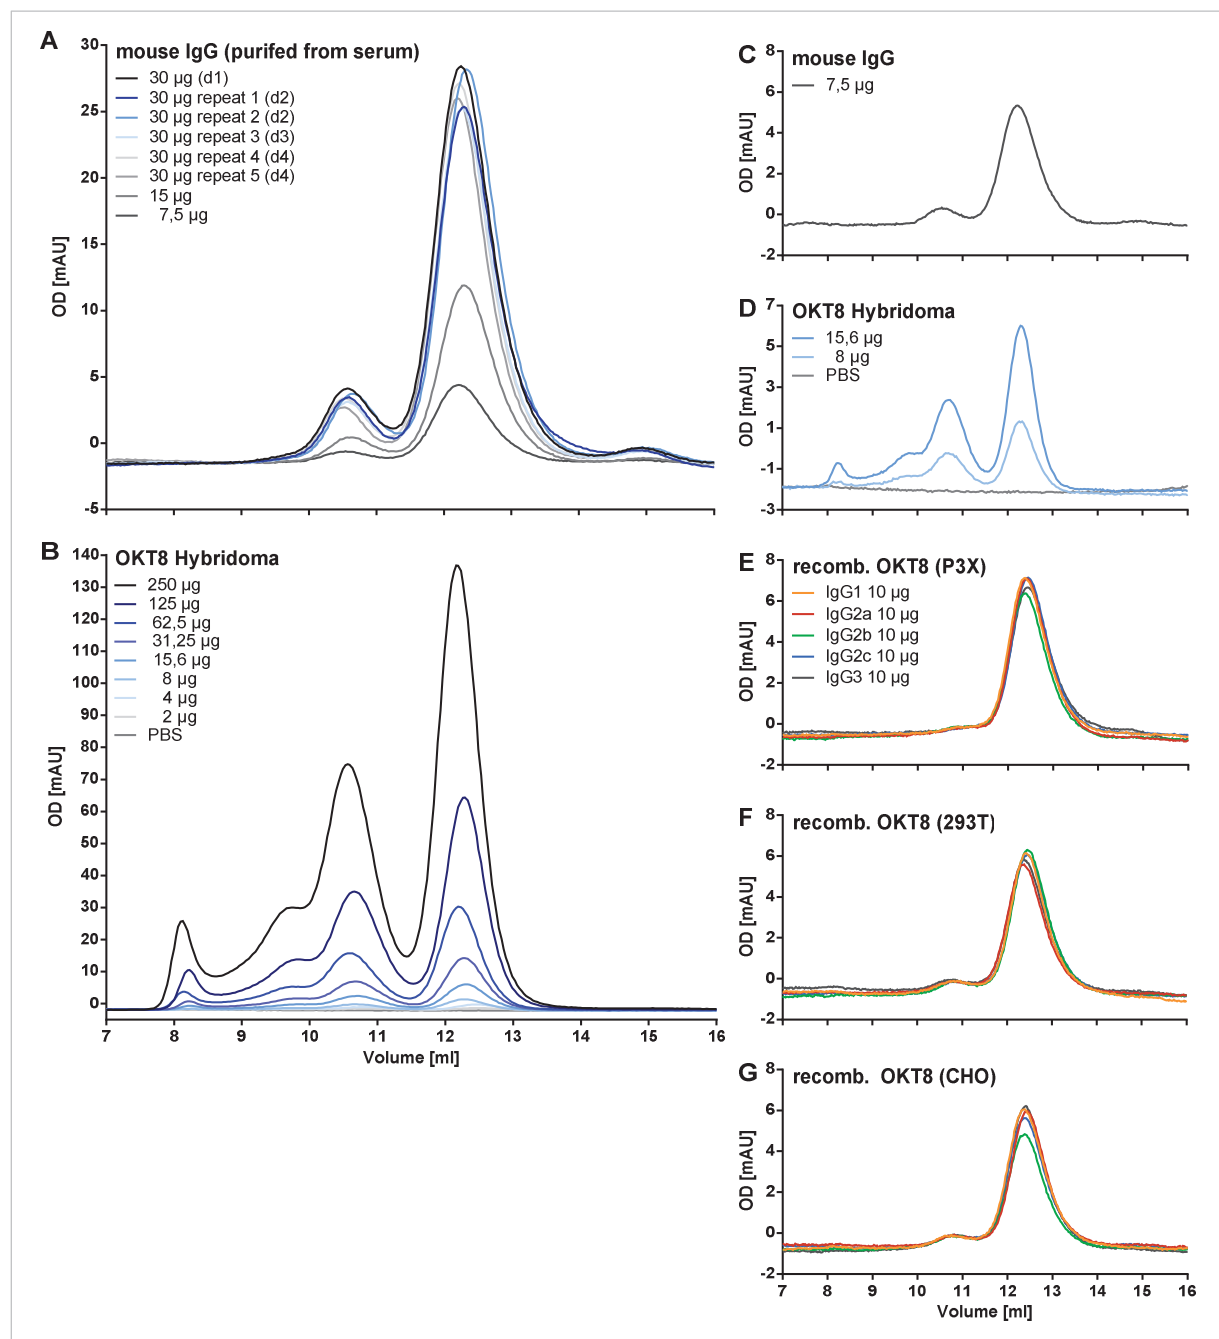 A
mouse IgG (purifed from serum)
30 µg (d1)
30 µg repeat 1 (d2)
30 µg repeat 2 (d2)
30 µg repeat 3 (d3)
30 µg repeat 4 (d4)
30 µg repeat 5 (d4)
15 µg
7,5 µg
OD [mAU]
30
25
20
15
10
5
0
-5
B
OKT8 Hybridoma
250 µg
125 µg
62,5 µg
31,25 µg
15,6 µg
8 µg
4 µg
2 µg
PBS
OD [mAU]
140
130
120
110
100
90
80
70
60
50
40
30
20
10
0
7 8 9 10 11 12 13 14 15 16
Volume [ml]
C
mouse IgG
7,5 µg
OD [mAU]
8
6
4
2
0
-2
D
OKT8 Hybridoma
15,6 µg
8 µg
PBS
OD [mAU]
7
5
3
1
-1
-3
E
recomb. OKT8 (P3X)
IgG1 10 µg
IgG2a 10 µg
IgG2b 10 µg
IgG2c 10 µg
IgG3 10 µg
OD [mAU]
8
6
4
2
0
-2
F
recomb. OKT8 (293T)
OD [mAU]
8
6
4
2
0
-2
G
recomb. OKT8 (CHO)
OD [mAU]
8
6
4
2
0
-2
7 8 9 10 11 12 13 14 15 16
Volume [ml]